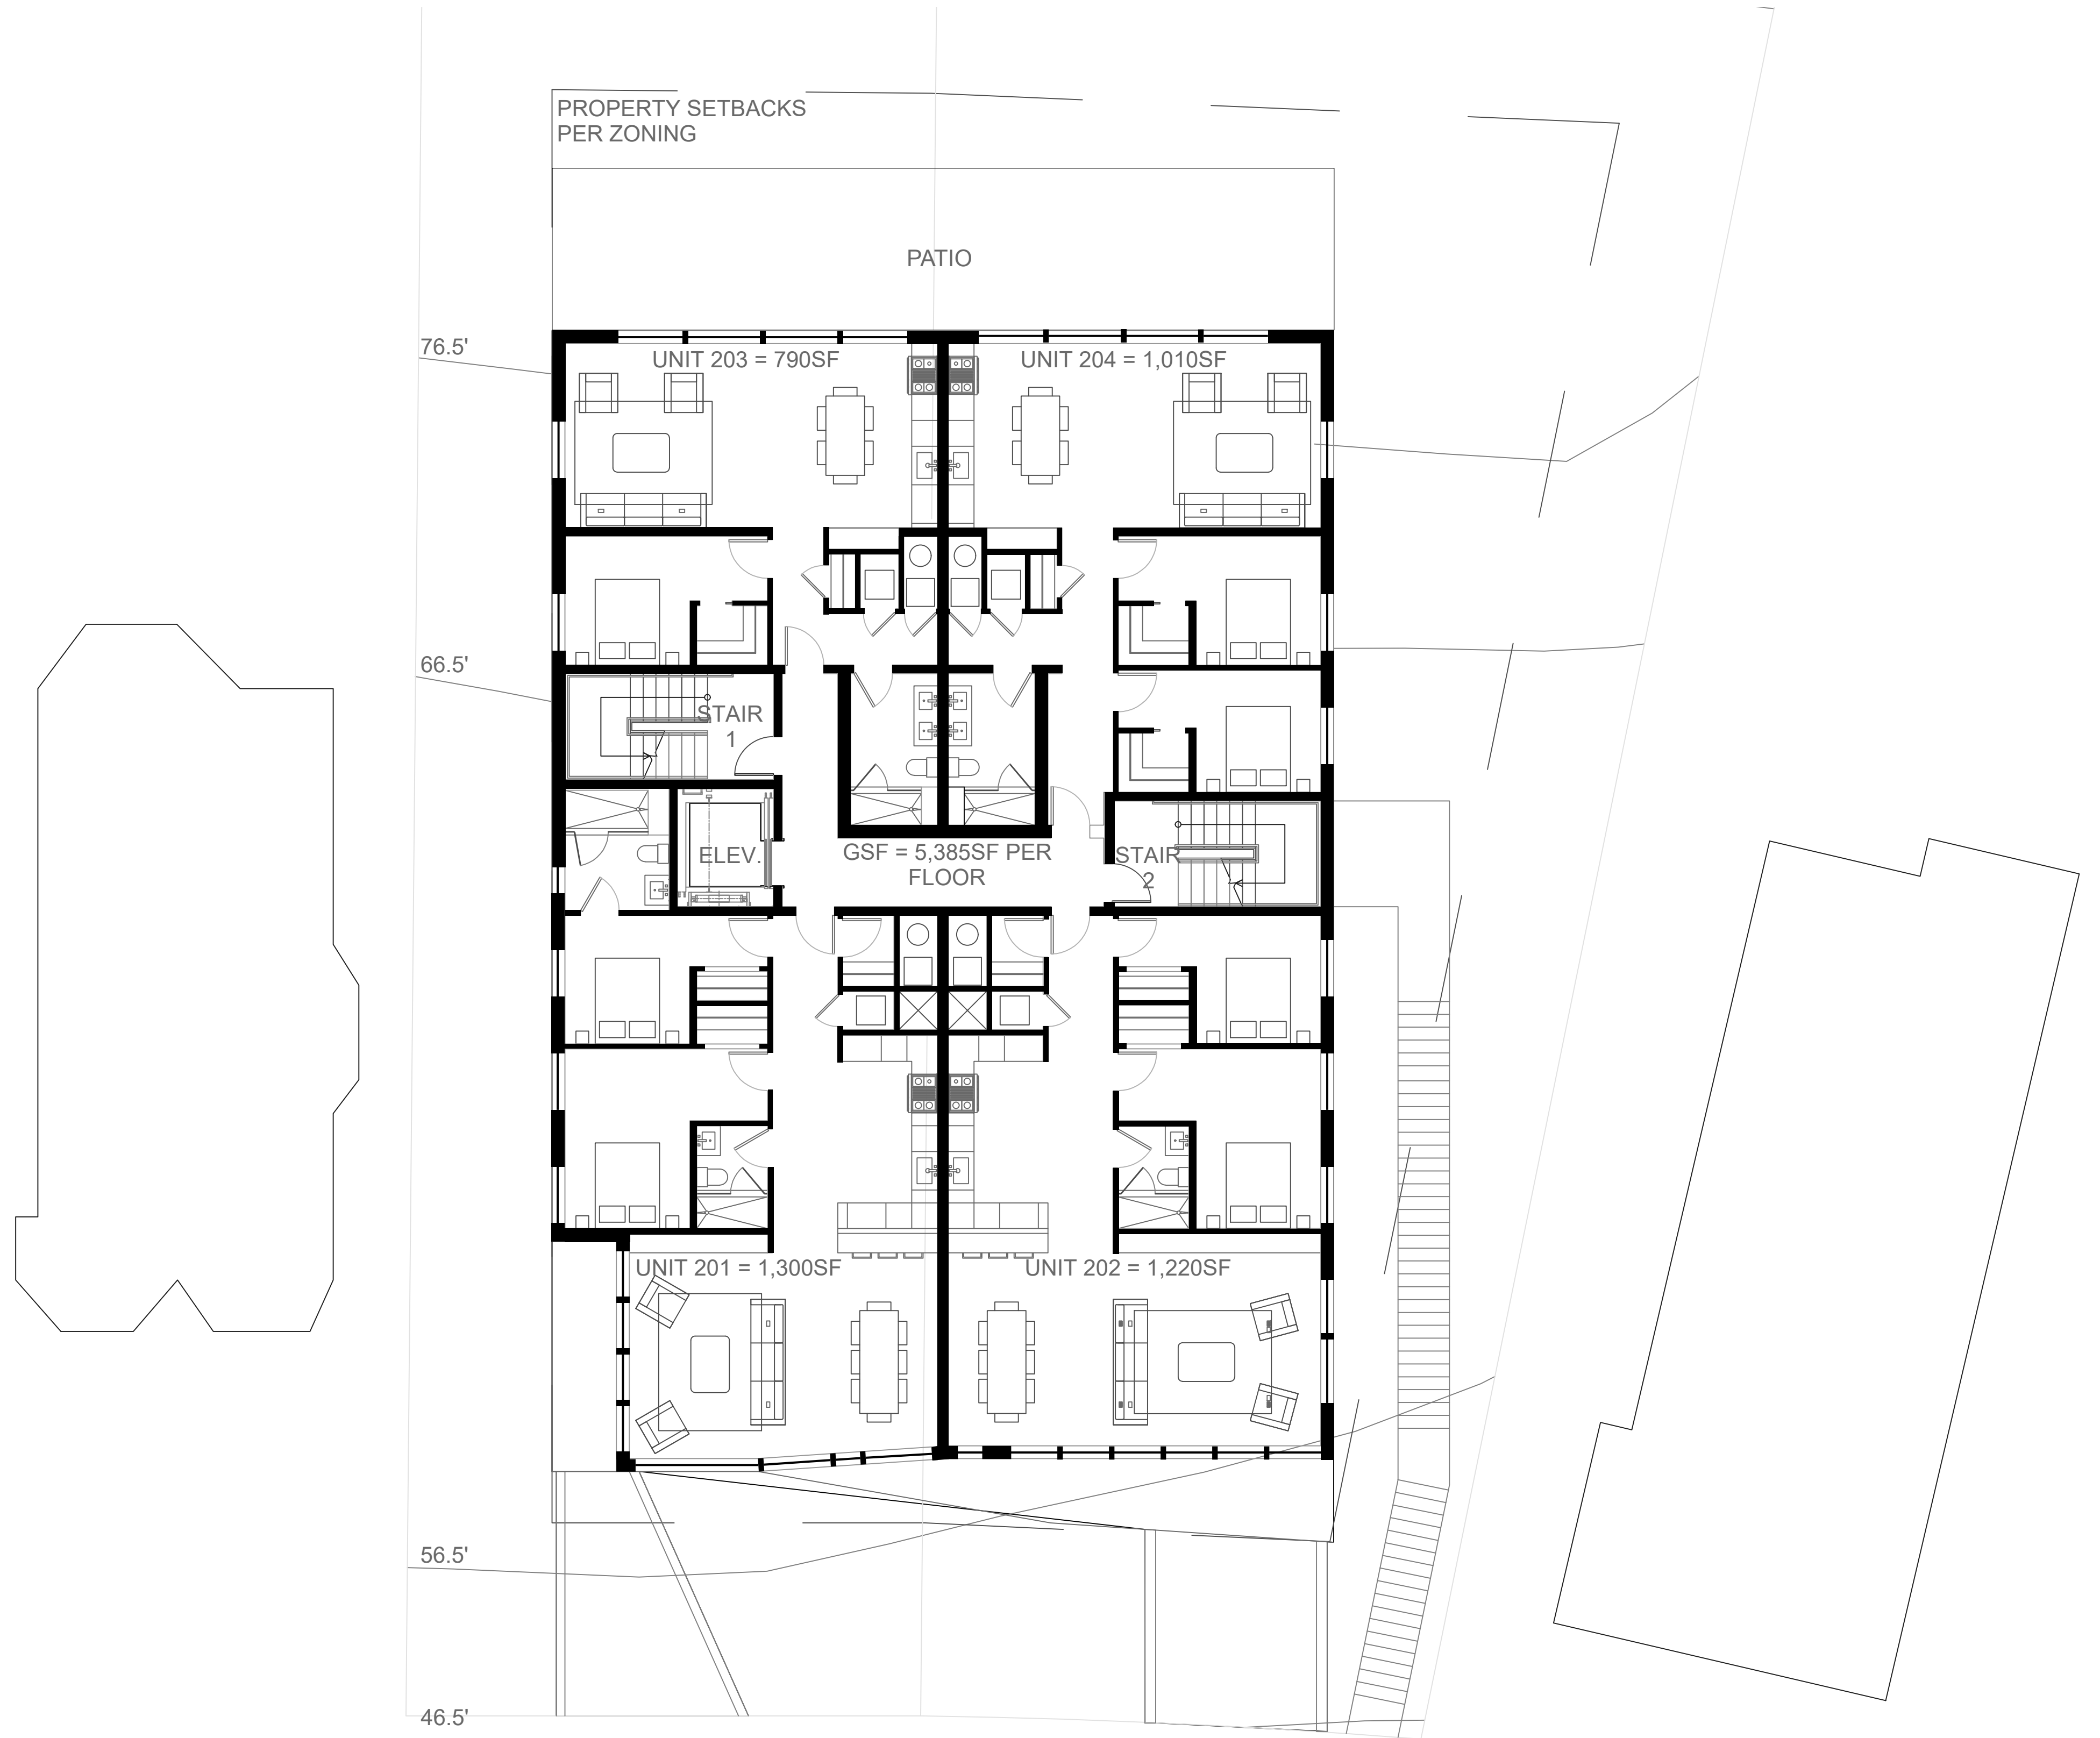 PROPERTY SETBACKS
PER ZONING
PATIO
76.5'
UNIT 203 = 790SF
UNIT 204 = 1,010SF
66.5'
STAIR
1
ELEV.
GSF = 5,385SF PER
FLOOR
STAIR
2
UNIT 201 = 1,300SF
UNIT 202 = 1,220SF
56.5'
46.5'